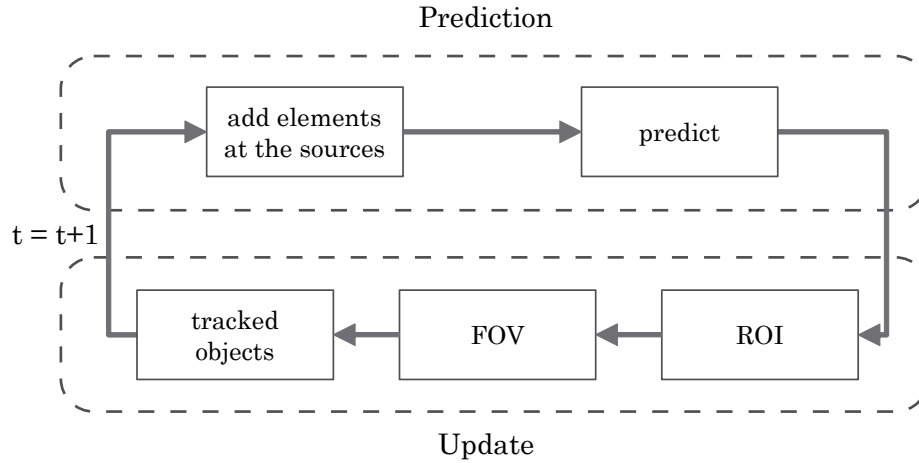 Prediction
add elements
at the sources
predict
t = t+1
tracked
objects
FOV
ROI
Update